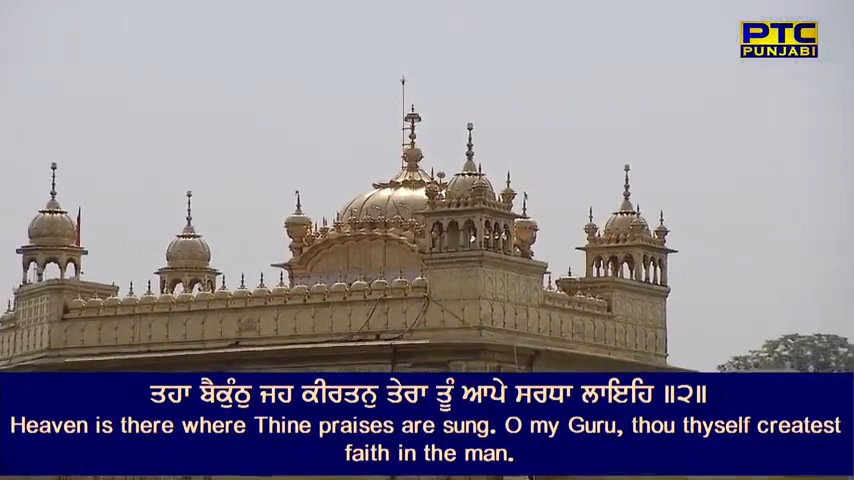 PTC
PUNJABI
ਤਹਾ ਬੈਕੁੰਠੁ ਜਹ ਕੀਰਤਨੁ ਤੇਰਾ ਤੂੰ ਆਪੇ ਸਰਧਾ ਲਾਇਹਿ ॥੨॥
Heaven is there where Thine praises are sung. O my Guru, thou thyself createst
faith in the man.